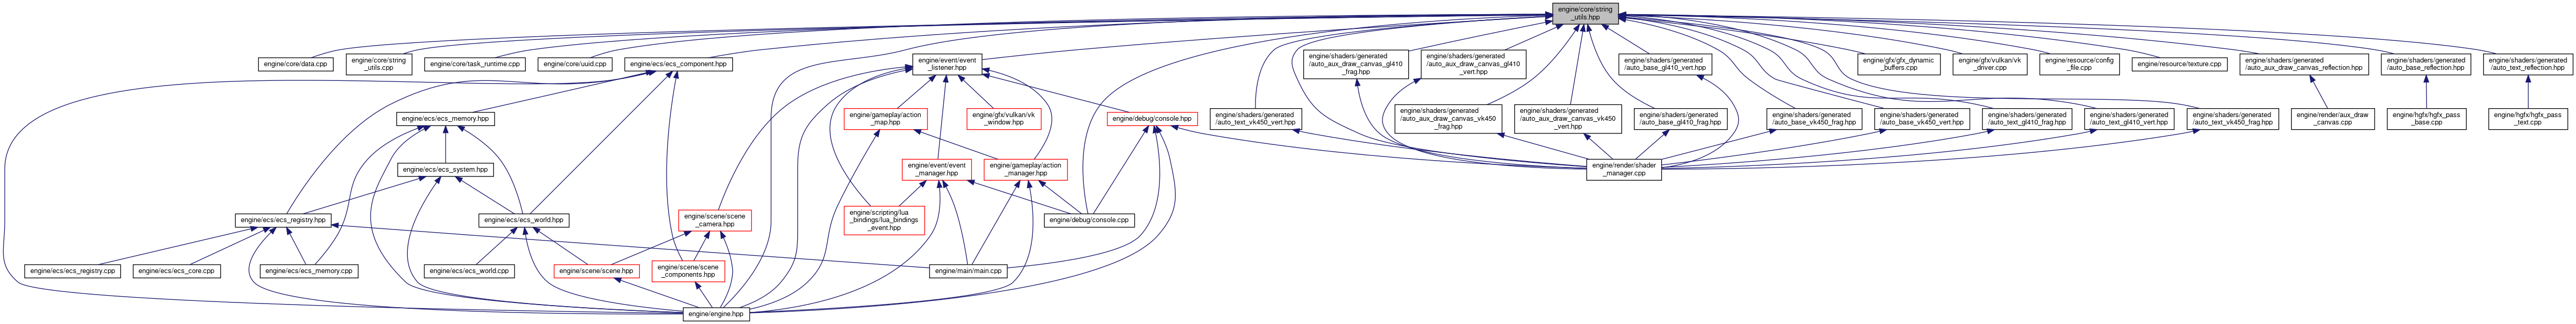 engine/core/string
_utils.hpp
engine/core/data.cpp
engine/core/string
_utils.cpp
engine/core/task_runtime.cpp
engine/core/uuid.cpp
engine/ecs/ecs_component.hpp
engine/event/event
_listener.hpp
engine/shaders/generated
/auto_aux_draw_canvas_gl410
_frag.hpp
engine/shaders/generated
/auto_aux_draw_canvas_gl410
_vert.hpp
engine/shaders/generated
/auto_base_gl410_vert.hpp
engine/gfx/gfx_dynamic
_buffers.cpp
engine/gfx/vulkan/vk
_driver.cpp
engine/resource/config
_file.cpp
engine/resource/texture.cpp
engine/shaders/generated
/auto_aux_draw_canvas_reflection.hpp
engine/shaders/generated
/auto_base_reflection.hpp
engine/shaders/generated
/auto_text_reflection.hpp
engine/ecs/ecs_memory.hpp
engine/gameplay/action
_map.hpp
engine/gfx/vulkan/vk
_window.hpp
engine/debug/console.hpp
engine/shaders/generated
/auto_text_vk450_vert.hpp
engine/shaders/generated
/auto_aux_draw_canvas_vk450
_frag.hpp
engine/shaders/generated
/auto_aux_draw_canvas_vk450
_vert.hpp
engine/shaders/generated
/auto_base_gl410_frag.hpp
engine/shaders/generated
/auto_base_vk450_frag.hpp
engine/shaders/generated
/auto_base_vk450_vert.hpp
engine/shaders/generated
/auto_text_gl410_frag.hpp
engine/shaders/generated
/auto_text_gl410_vert.hpp
engine/shaders/generated
/auto_text_vk450_frag.hpp
engine/render/aux_draw
_canvas.cpp
engine/hgfx/hgfx_pass
_base.cpp
engine/hgfx/hgfx_pass
_text.cpp
engine/ecs/ecs_system.hpp
engine/event/event
_manager.hpp
engine/gameplay/action
_manager.hpp
engine/render/shader
_manager.cpp
engine/ecs/ecs_registry.hpp
engine/ecs/ecs_world.hpp
engine/scene/scene
_camera.hpp
engine/scripting/lua
_bindings/lua_bindings
_event.hpp
engine/debug/console.cpp
engine/ecs/ecs_registry.cpp
engine/ecs/ecs_core.cpp
engine/ecs/ecs_memory.cpp
engine/ecs/ecs_world.cpp
engine/scene/scene.hpp
engine/scene/scene
_components.hpp
engine/main/main.cpp
engine/engine.hpp